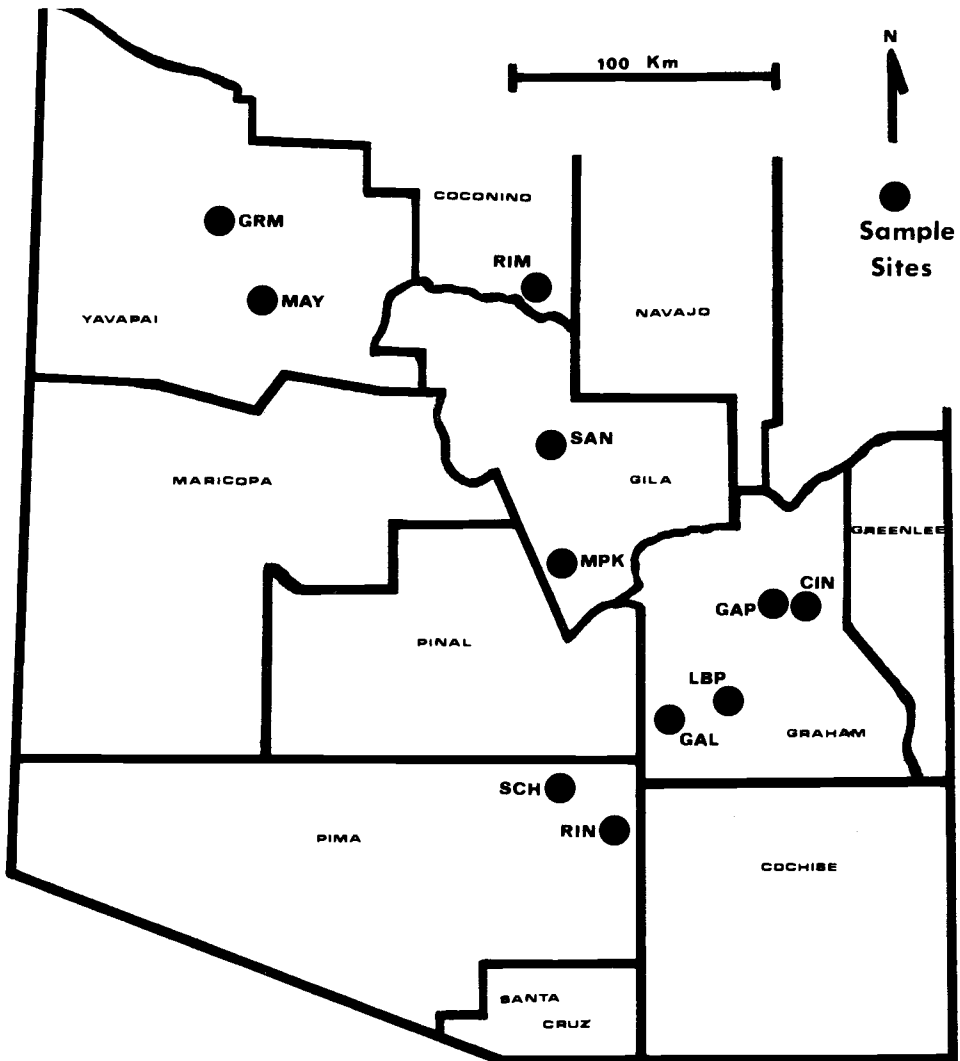 100 Km
N
COCONINO
GRM
Sample
Sites
RIM
MAY
NAVAJO
YAVAPAI
SAN
MARICOPA
GILA
GREENLEE
MPK
CIN
GAP
PINAL
LBP
GRAHAM
GAL
SCH
RIN
PIMA
COCHISE
SANTA
CRUZ